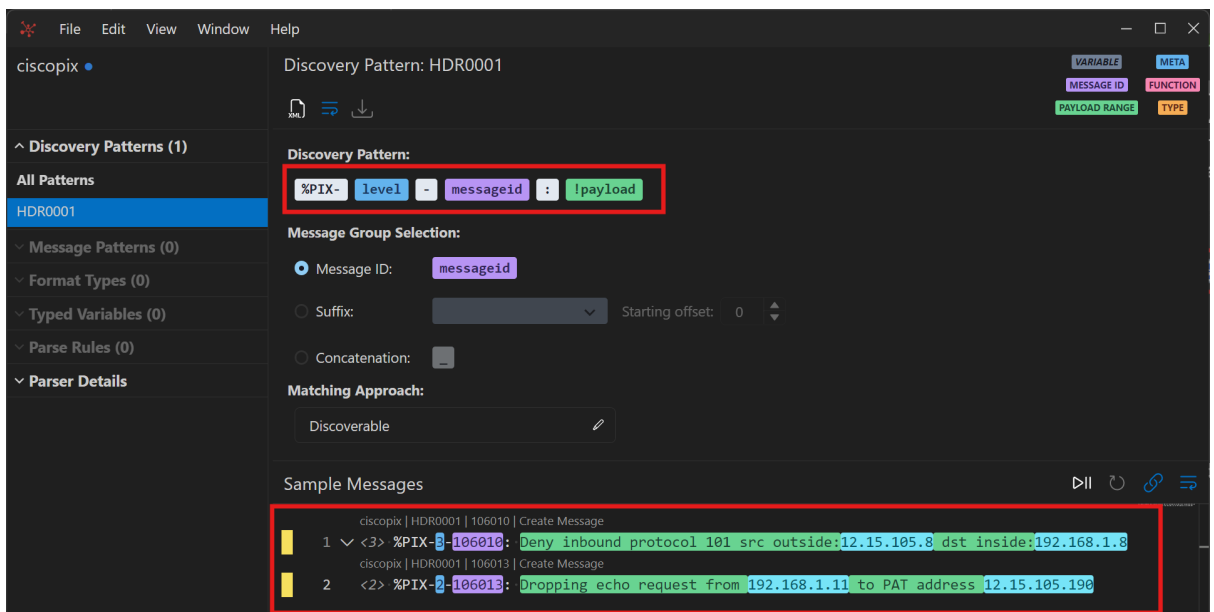 File Edit View Window Help
ciscopix
Discovery Pattern: HDR0001
VARIABLE META
MESSAGE ID FUNCTION
PAYLOAD RANGE TYPE
XML
Discovery Patterns (1)
All Patterns
HDR0001
Message Patterns (0)
Format Types (0)
Typed Variables (0)
Parse Rules (0)
Parser Details
Discovery Pattern:
%PIX- level - messageid : !payload
Message Group Selection:
Message ID: messageid
Suffix: Starting offset: 0
Concatenation: _
Matching Approach:
Discoverable
Sample Messages
ciscopix | HDR0001 | 106010 | Create Message
1 <3> %PIX-3-106010: Deny inbound protocol 101 src outside:12.15.105.8 dst inside:192.168.1.8
ciscopix | HDR0001 | 106013 | Create Message
2 <2> %PIX-2-106013: Dropping echo request from 192.168.1.11 to PAT address 12.15.105.190